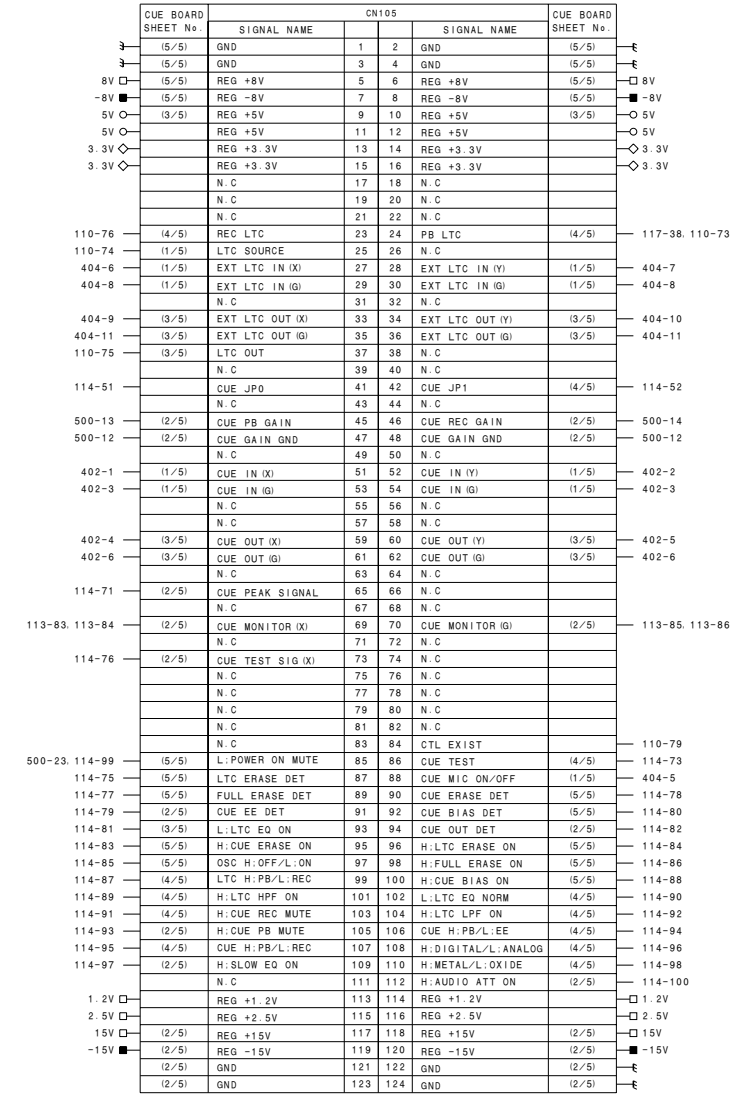 CUE BOARD SHEET No. CN105 CUE BOARD SHEET No.
SIGNAL NAME SIGNAL NAME
(5/5) GND 1 2 GND (5/5)
(5/5) GND 3 4 GND (5/5)
8V (5/5) REG +8V 5 6 REG +8V (5/5) 8V
-8V (5/5) REG -8V 7 8 REG -8V (5/5) -8V
5V (3/5) REG +5V 9 10 REG +5V (3/5) 5V
5V REG +5V 11 12 REG +5V 5V
3.3V REG +3.3V 13 14 REG +3.3V 3.3V
3.3V REG +3.3V 15 16 REG +3.3V 3.3V
N.C 17 18 N.C
N.C 19 20 N.C
N.C 21 22 N.C
110-76 (4/5) REC LTC 23 24 PB LTC (4/5) 117-38, 110-73
110-74 (1/5) LTC SOURCE 25 26 N.C
404-6 (1/5) EXT LTC IN(X) 27 28 EXT LTC IN(Y) (1/5) 404-7
404-8 (1/5) EXT LTC IN(G) 29 30 EXT LTC IN(G) (1/5) 404-8
N.C 31 32 N.C
404-9 (3/5) EXT LTC OUT(X) 33 34 EXT LTC OUT(Y) (3/5) 404-10
404-11 (3/5) EXT LTC OUT(G) 35 36 EXT LTC OUT(G) (3/5) 404-11
110-75 (3/5) LTC OUT 37 38 N.C
N.C 39 40 N.C
114-51 CUE JP0 41 42 CUE JP1 (4/5) 114-52
N.C 43 44 N.C
500-13 (2/5) CUE PB GAIN 45 46 CUE REC GAIN (2/5) 500-14
500-12 (2/5) CUE GAIN GND 47 48 CUE GAIN GND (2/5) 500-12
N.C 49 50 N.C
402-1 (1/5) CUE IN(X) 51 52 CUE IN(Y) (1/5) 402-2
402-3 (1/5) CUE IN(G) 53 54 CUE IN(G) (1/5) 402-3
N.C 55 56 N.C
N.C 57 58 N.C
402-4 (3/5) CUE OUT(X) 59 60 CUE OUT(Y) (3/5) 402-5
402-6 (3/5) CUE OUT(G) 61 62 CUE OUT(G) (3/5) 402-6
N.C 63 64 N.C
114-71 (2/5) CUE PEAK SIGNAL 65 66 N.C
N.C 67 68 N.C
113-83, 113-84 (2/5) CUE MONITOR(X) 69 70 CUE MONITOR(G) (2/5) 113-85, 113-86
N.C 71 72 N.C
114-76 (2/5) CUE TEST SIG(X) 73 74 N.C
N.C 75 76 N.C
N.C 77 78 N.C
N.C 79 80 N.C
N.C 81 82 N.C
N.C 83 84 CTL EXIST 110-79
500-23, 114-99 (5/5) L:POWER ON MUTE 85 86 CUE TEST (4/5) 114-73
114-75 (5/5) LTC ERASE DET 87 88 CUE MIC ON/OFF (1/5) 404-5
114-77 (5/5) FULL ERASE DET 89 90 CUE ERASE DET (5/5) 114-78
114-79 (2/5) CUE EE DET 91 92 CUE BIAS DET (5/5) 114-80
114-81 (3/5) L:LTC EQ ON 93 94 CUE OUT DET (2/5) 114-82
114-83 (5/5) H:CUE ERASE ON 95 96 H:LTC ERASE ON (5/5) 114-84
114-85 (5/5) OSC H:OFF/L:ON 97 98 H:FULL ERASE ON (5/5) 114-86
114-87 (4/5) LTC H:PB/L:REC 99 100 H:CUE BIAS ON (5/5) 114-88
114-89 (4/5) H:LTC HPF ON 101 102 L:LTC EQ NORM (4/5) 114-90
114-91 (4/5) H:CUE REC MUTE 103 104 H:LTC LPF ON (4/5) 114-92
114-93 (2/5) H:CUE PB MUTE 105 106 CUE H:PB/L:EE (4/5) 114-94
114-95 (4/5) CUE H:PB/L:REC 107 108 H:DIGITAL/L:ANALOG (4/5) 114-96
114-97 (2/5) H:SLOW EQ ON 109 110 H:METAL/L:OXIDE (4/5) 114-98
N.C 111 112 H:AUDIO ATT ON (2/5) 114-100
1.2V REG +1.2V 113 114 REG +1.2V 1.2V
2.5V REG +2.5V 115 116 REG +2.5V 2.5V
15V (2/5) REG +15V 117 118 REG +15V (2/5) 15V
-15V (2/5) REG -15V 119 120 REG -15V (2/5) -15V
(2/5) GND 121 122 GND (2/5)
(2/5) GND 123 124 GND (2/5)